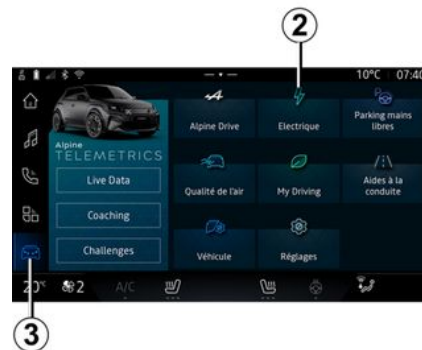 2
10°C 07:40
Alpine
TELEMETRICS
Live Data
Coaching
Challenges
Alpine Drive
Electrique
Parking mains
libres
Qualité de l'air
My Driving
Aides à la
conduite
Véhicule
Réglages
20°C 2 A/C
3